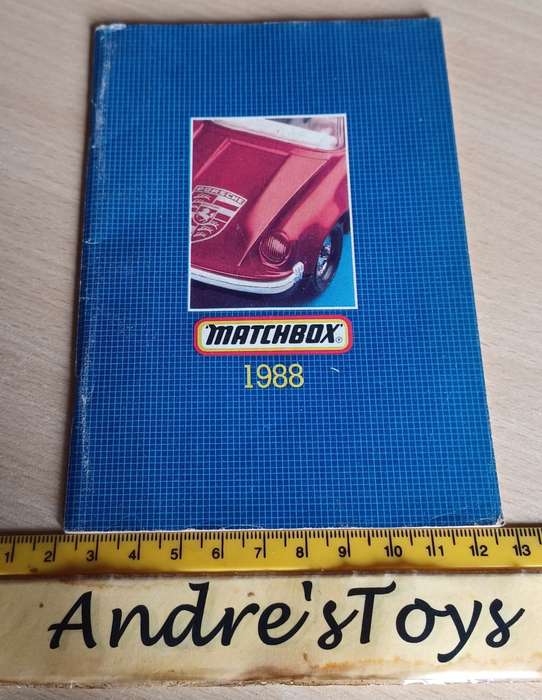 PORSCHE
"MATCHBOX"®
1988
1 2 3 4 5 6 7 8 9 10 11 12 13
Andre'sToys